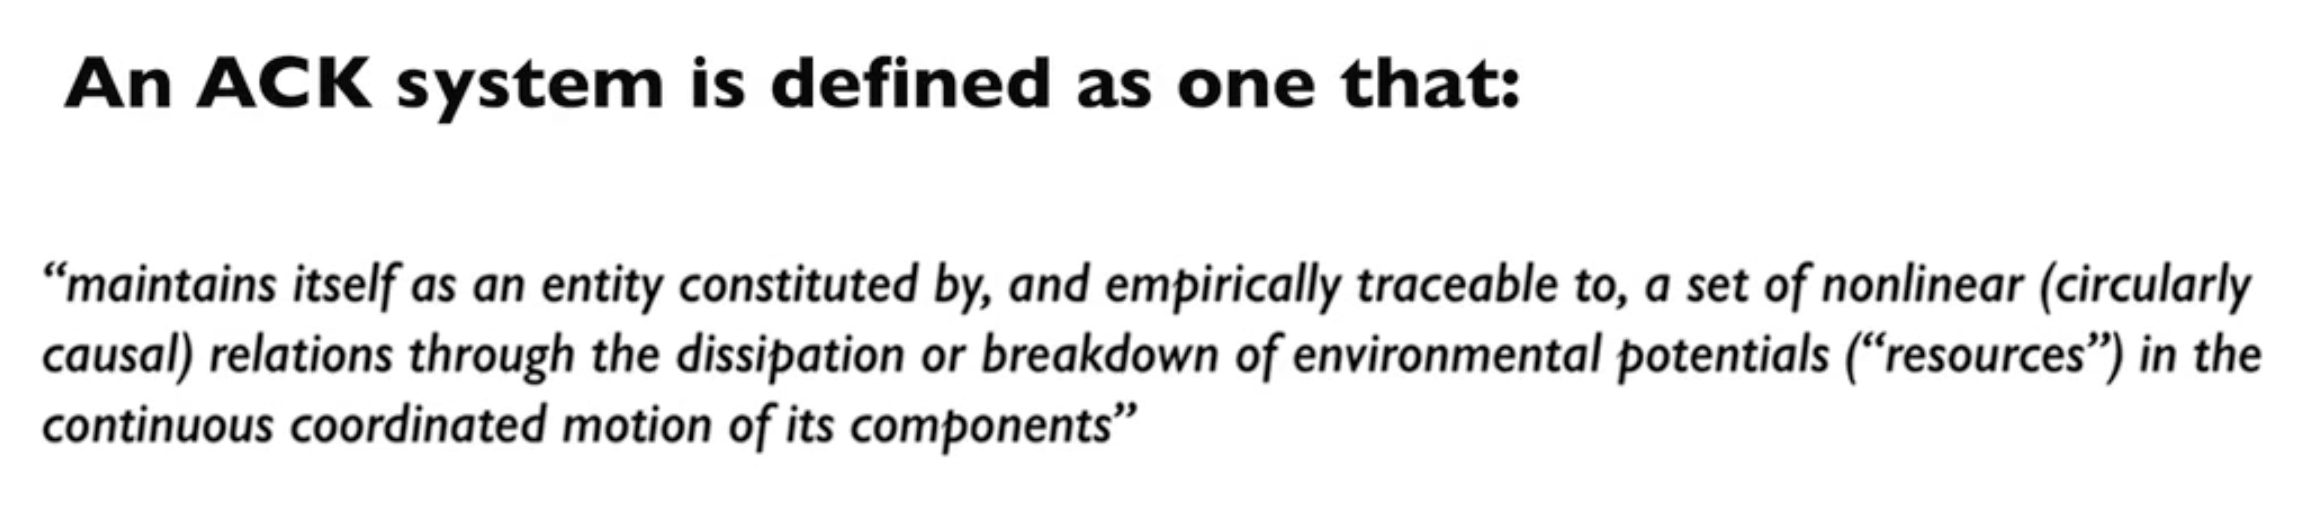 An ACK system is defined as one that:
“maintains itself as an entity constituted by, and empirically traceable to, a set of nonlinear (circularly
causal) relations through the dissipation or breakdown of environmental potentials (“resources”) in the
continuous coordinated motion of its components”